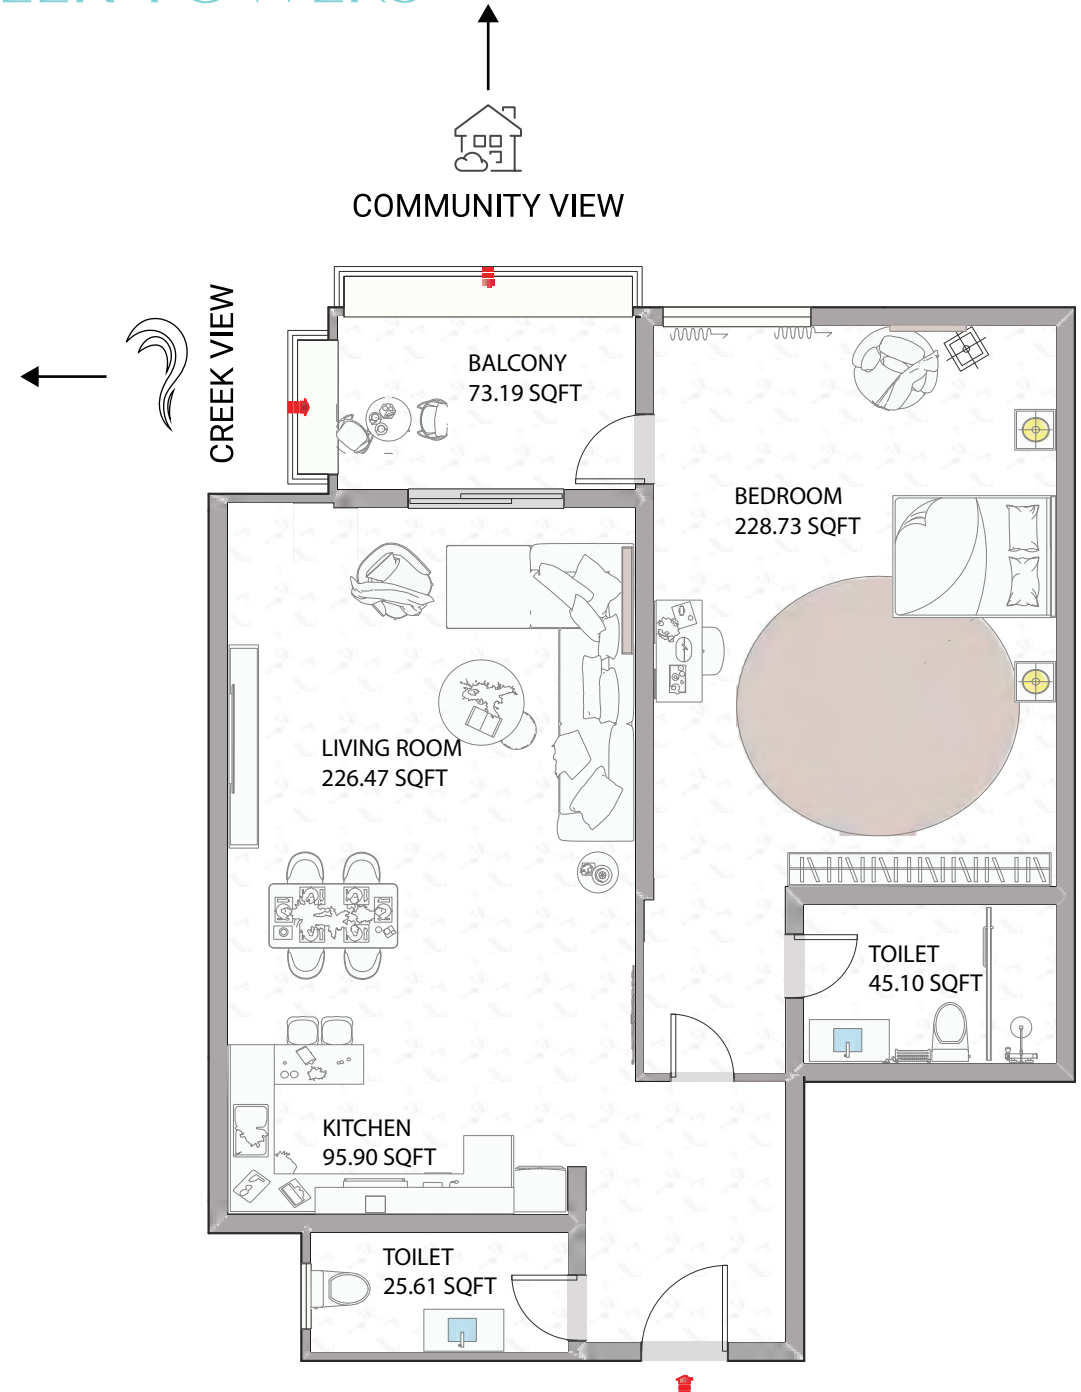 TOWERS
COMMUNITY VIEW
CREEK VIEW
BALCONY
73.19 SQFT
BEDROOM
228.73 SQFT
LIVING ROOM
226.47 SQFT
TOILET
45.10 SQFT
KITCHEN
95.90 SQFT
TOILET
25.61 SQFT